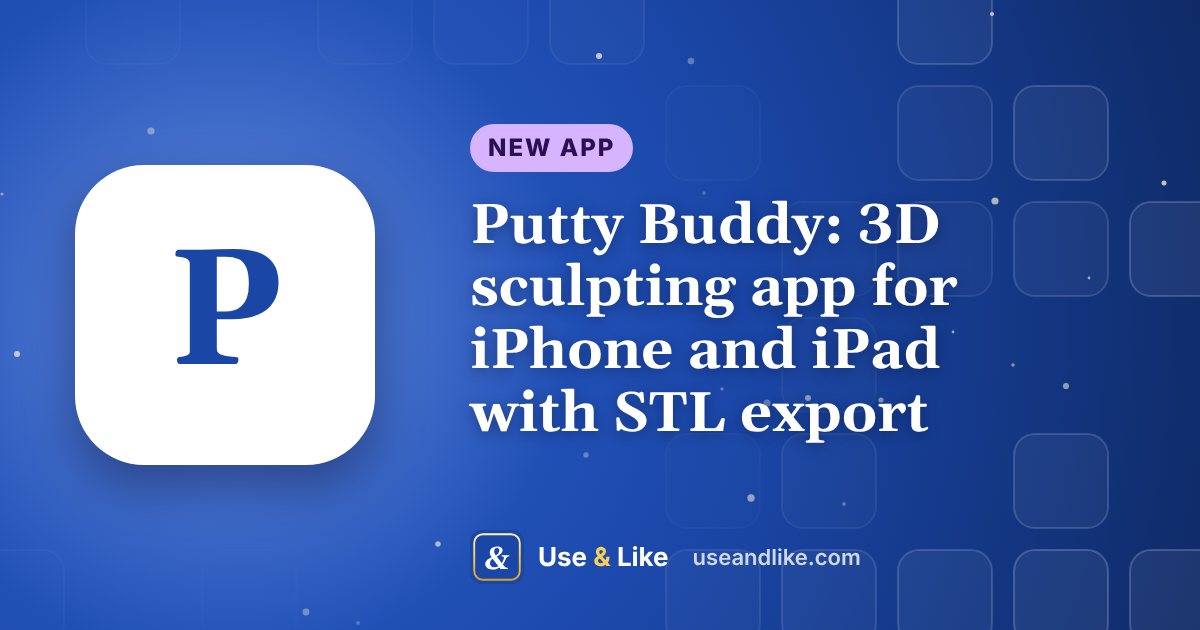 NEW APP
P
Putty Buddy: 3D
sculpting app for
iPhone and iPad
with STL export
& Use & Like useandlike.com